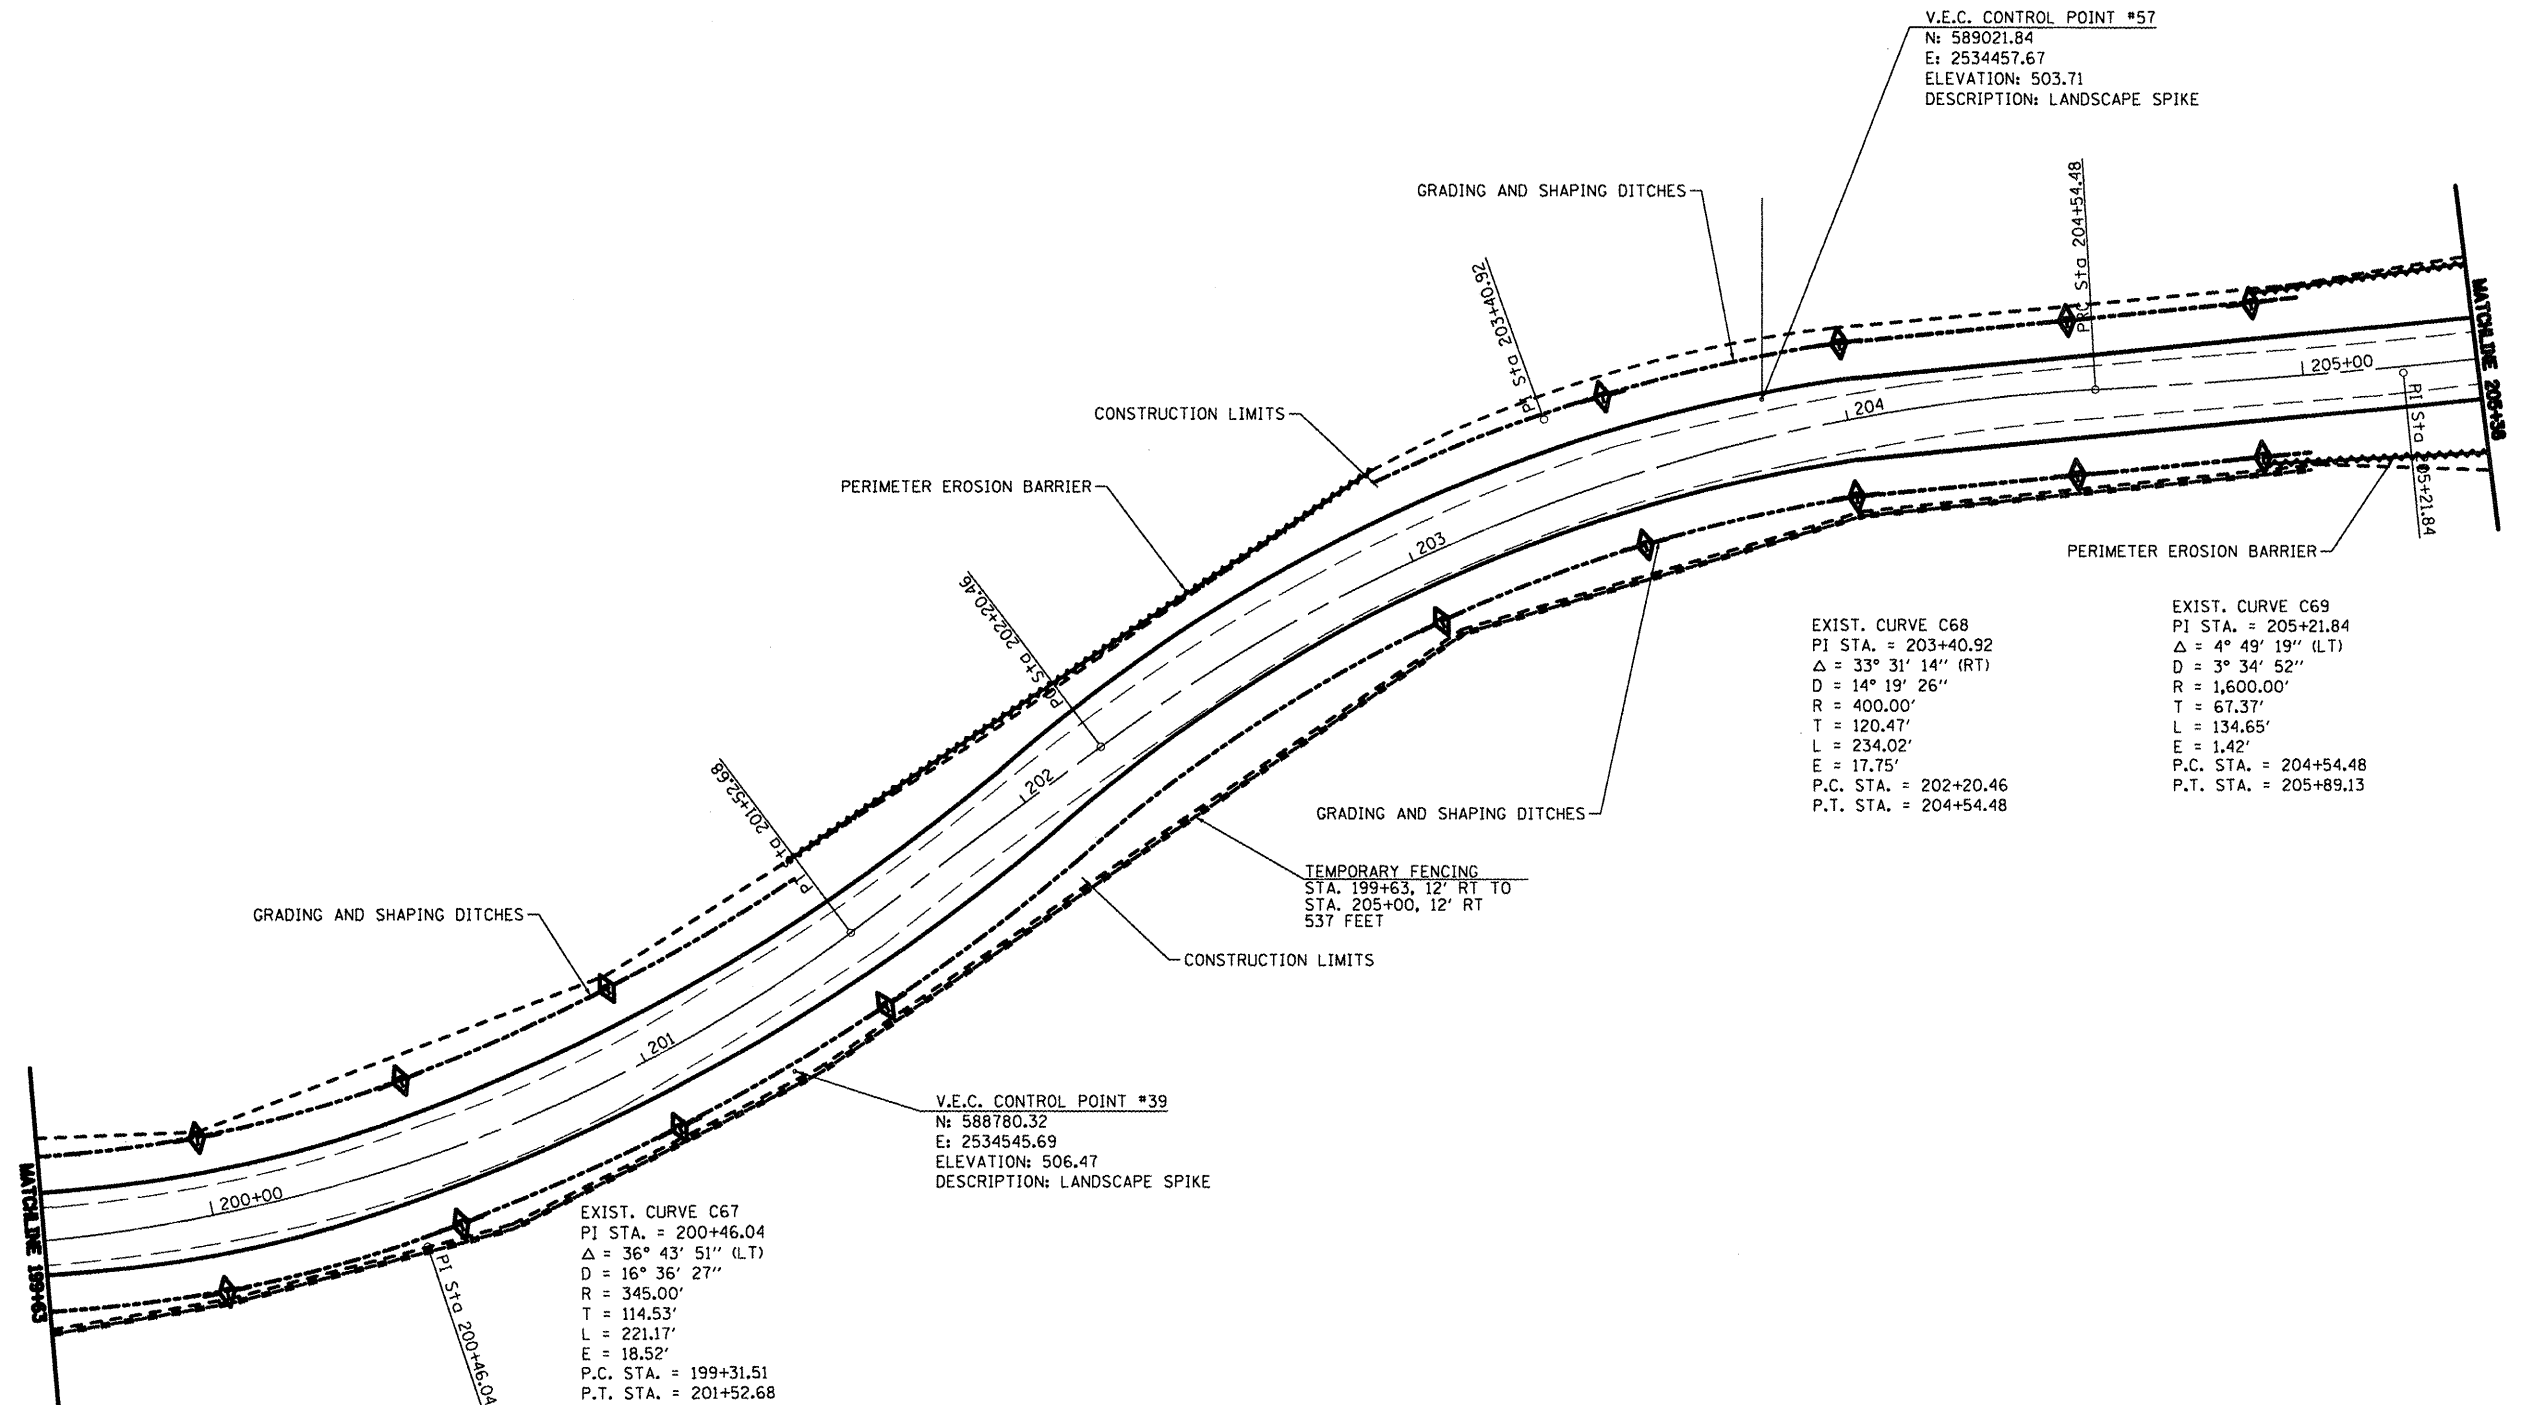 V.E.C. CONTROL POINT #57
N: 589021.84
E: 2534457.67
ELEVATION: 503.71
DESCRIPTION: LANDSCAPE SPIKE
GRADING AND SHAPING DITCHES
PRC Sta 204+54.48
PI Sta 203+40.92
MATCHLINE 205+38
205+00
204
CONSTRUCTION LIMITS
PI Sta 205+21.84
PERIMETER EROSION BARRIER
203
PERIMETER EROSION BARRIER
PC Sta 202+20.46
EXIST. CURVE C68
PI STA. = 203+40.92
Δ = 33° 31' 14" (RT)
D = 14° 19' 26"
R = 400.00'
T = 120.47'
L = 234.02'
E = 17.75'
P.C. STA. = 202+20.46
P.T. STA. = 204+54.48
EXIST. CURVE C69
PI STA. = 205+21.84
Δ = 4° 49' 19" (LT)
D = 3° 34' 52"
R = 1,600.00'
T = 67.37'
L = 134.65'
E = 1.42'
P.C. STA. = 204+54.48
P.T. STA. = 205+89.13
202
PT Sta 201+52.68
GRADING AND SHAPING DITCHES
TEMPORARY FENCING
STA. 199+63, 12' RT TO
STA. 205+00, 12' RT
537 FEET
GRADING AND SHAPING DITCHES
CONSTRUCTION LIMITS
201
V.E.C. CONTROL POINT #39
N: 588780.32
E: 2534545.69
ELEVATION: 506.47
DESCRIPTION: LANDSCAPE SPIKE
200+00
MATCHLINE 199+63
PI Sta 200+46.04
EXIST. CURVE C67
PI STA. = 200+46.04
Δ = 36° 43' 51" (LT)
D = 16° 36' 27"
R = 345.00'
T = 114.53'
L = 221.17'
E = 18.52'
P.C. STA. = 199+31.51
P.T. STA. = 201+52.68